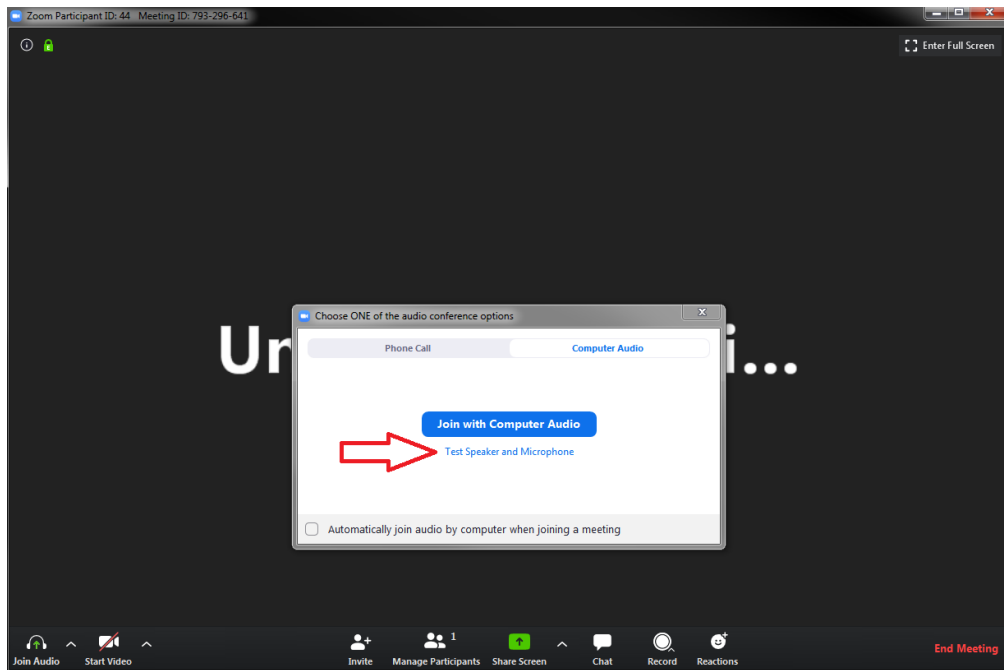 Zoom Participant ID: 44 Meeting ID: 793-296-641
Enter Full Screen
Choose ONE of the audio conference options
Phone Call
Computer Audio
Un
i...
Join with Computer Audio
Test Speaker and Microphone
Automatically join audio by computer when joining a meeting
1
Join Audio
Start Video
Invite
Manage Participants
Share Screen
Chat
Record
Reactions
End Meeting